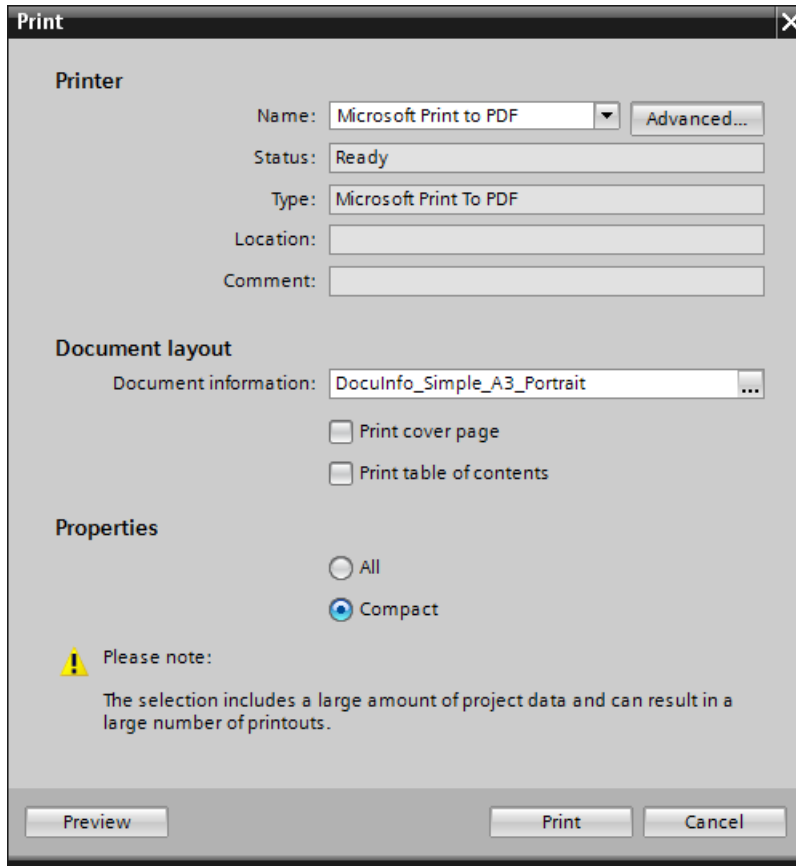 Print
Printer
Name: Microsoft Print to PDF Advanced...
Status: Ready
Type: Microsoft Print To PDF
Location:
Comment:
Document layout
Document information: DocuInfo_Simple_A3_Portrait ...
Print cover page
Print table of contents
Properties
All
Compact
Please note:
The selection includes a large amount of project data and can result in a
large number of printouts.
Preview Print Cancel